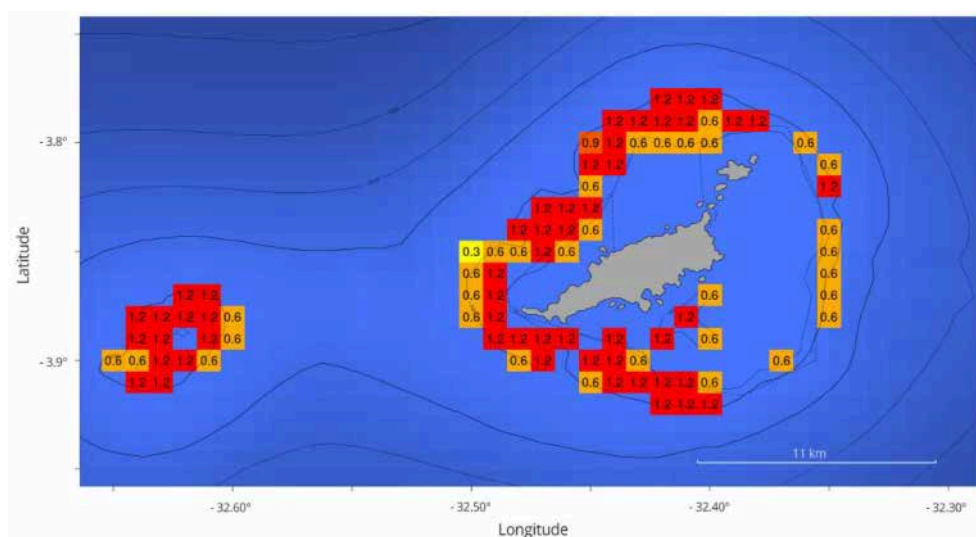 1.2 1.2 1.2
1.2 1.2 1.2 1.2 0.6 1.2 1.2
- 3.8° 0.9 1.2 0.6 0.6 0.6 0.6 0.6
1.2 1.2 0.6
0.6 1.2
1.2 1.2 1.2
1.2 1.2 1.2 0.6 0.6
0.3 0.6 0.6 1.2 0.6 0.6
0.6 1.2 0.6
1.2 1.2 0.6 1.2 0.6 0.6
1.2 1.2 1.2 1.2 0.6 0.6 1.2 1.2 0.6
1.2 1.2 1.2 0.6 1.2 1.2 1.2 1.2 1.2 1.2 0.6
- 3.9° 0.6 0.6 1.2 1.2 0.6 0.6 1.2 1.2 1.2 0.6 0.6
1.2 1.2 0.6 1.2 1.2 1.2 1.2 0.6
1.2 1.2 1.2
11 km
Latitude
- 32.60° - 32.50° - 32.40° - 32.30°
Longitude